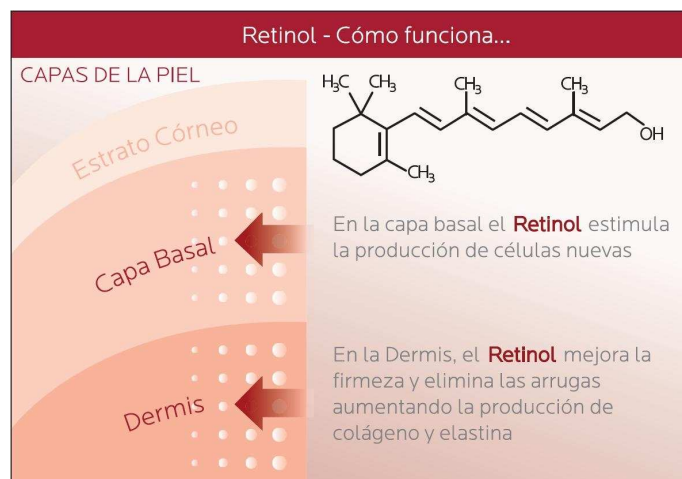 Retinol - Cómo funciona...
CAPAS DE LA PIEL
Estrato Córneo
Capa Basal
Dermis
H₃C
CH₃
CH₃
CH₃
OH
CH₃
En la capa basal el Retinol estimula
la producción de células nuevas
En la Dermis, el Retinol mejora la
firmeza y elimina las arrugas
aumentando la producción de
colágeno y elastina